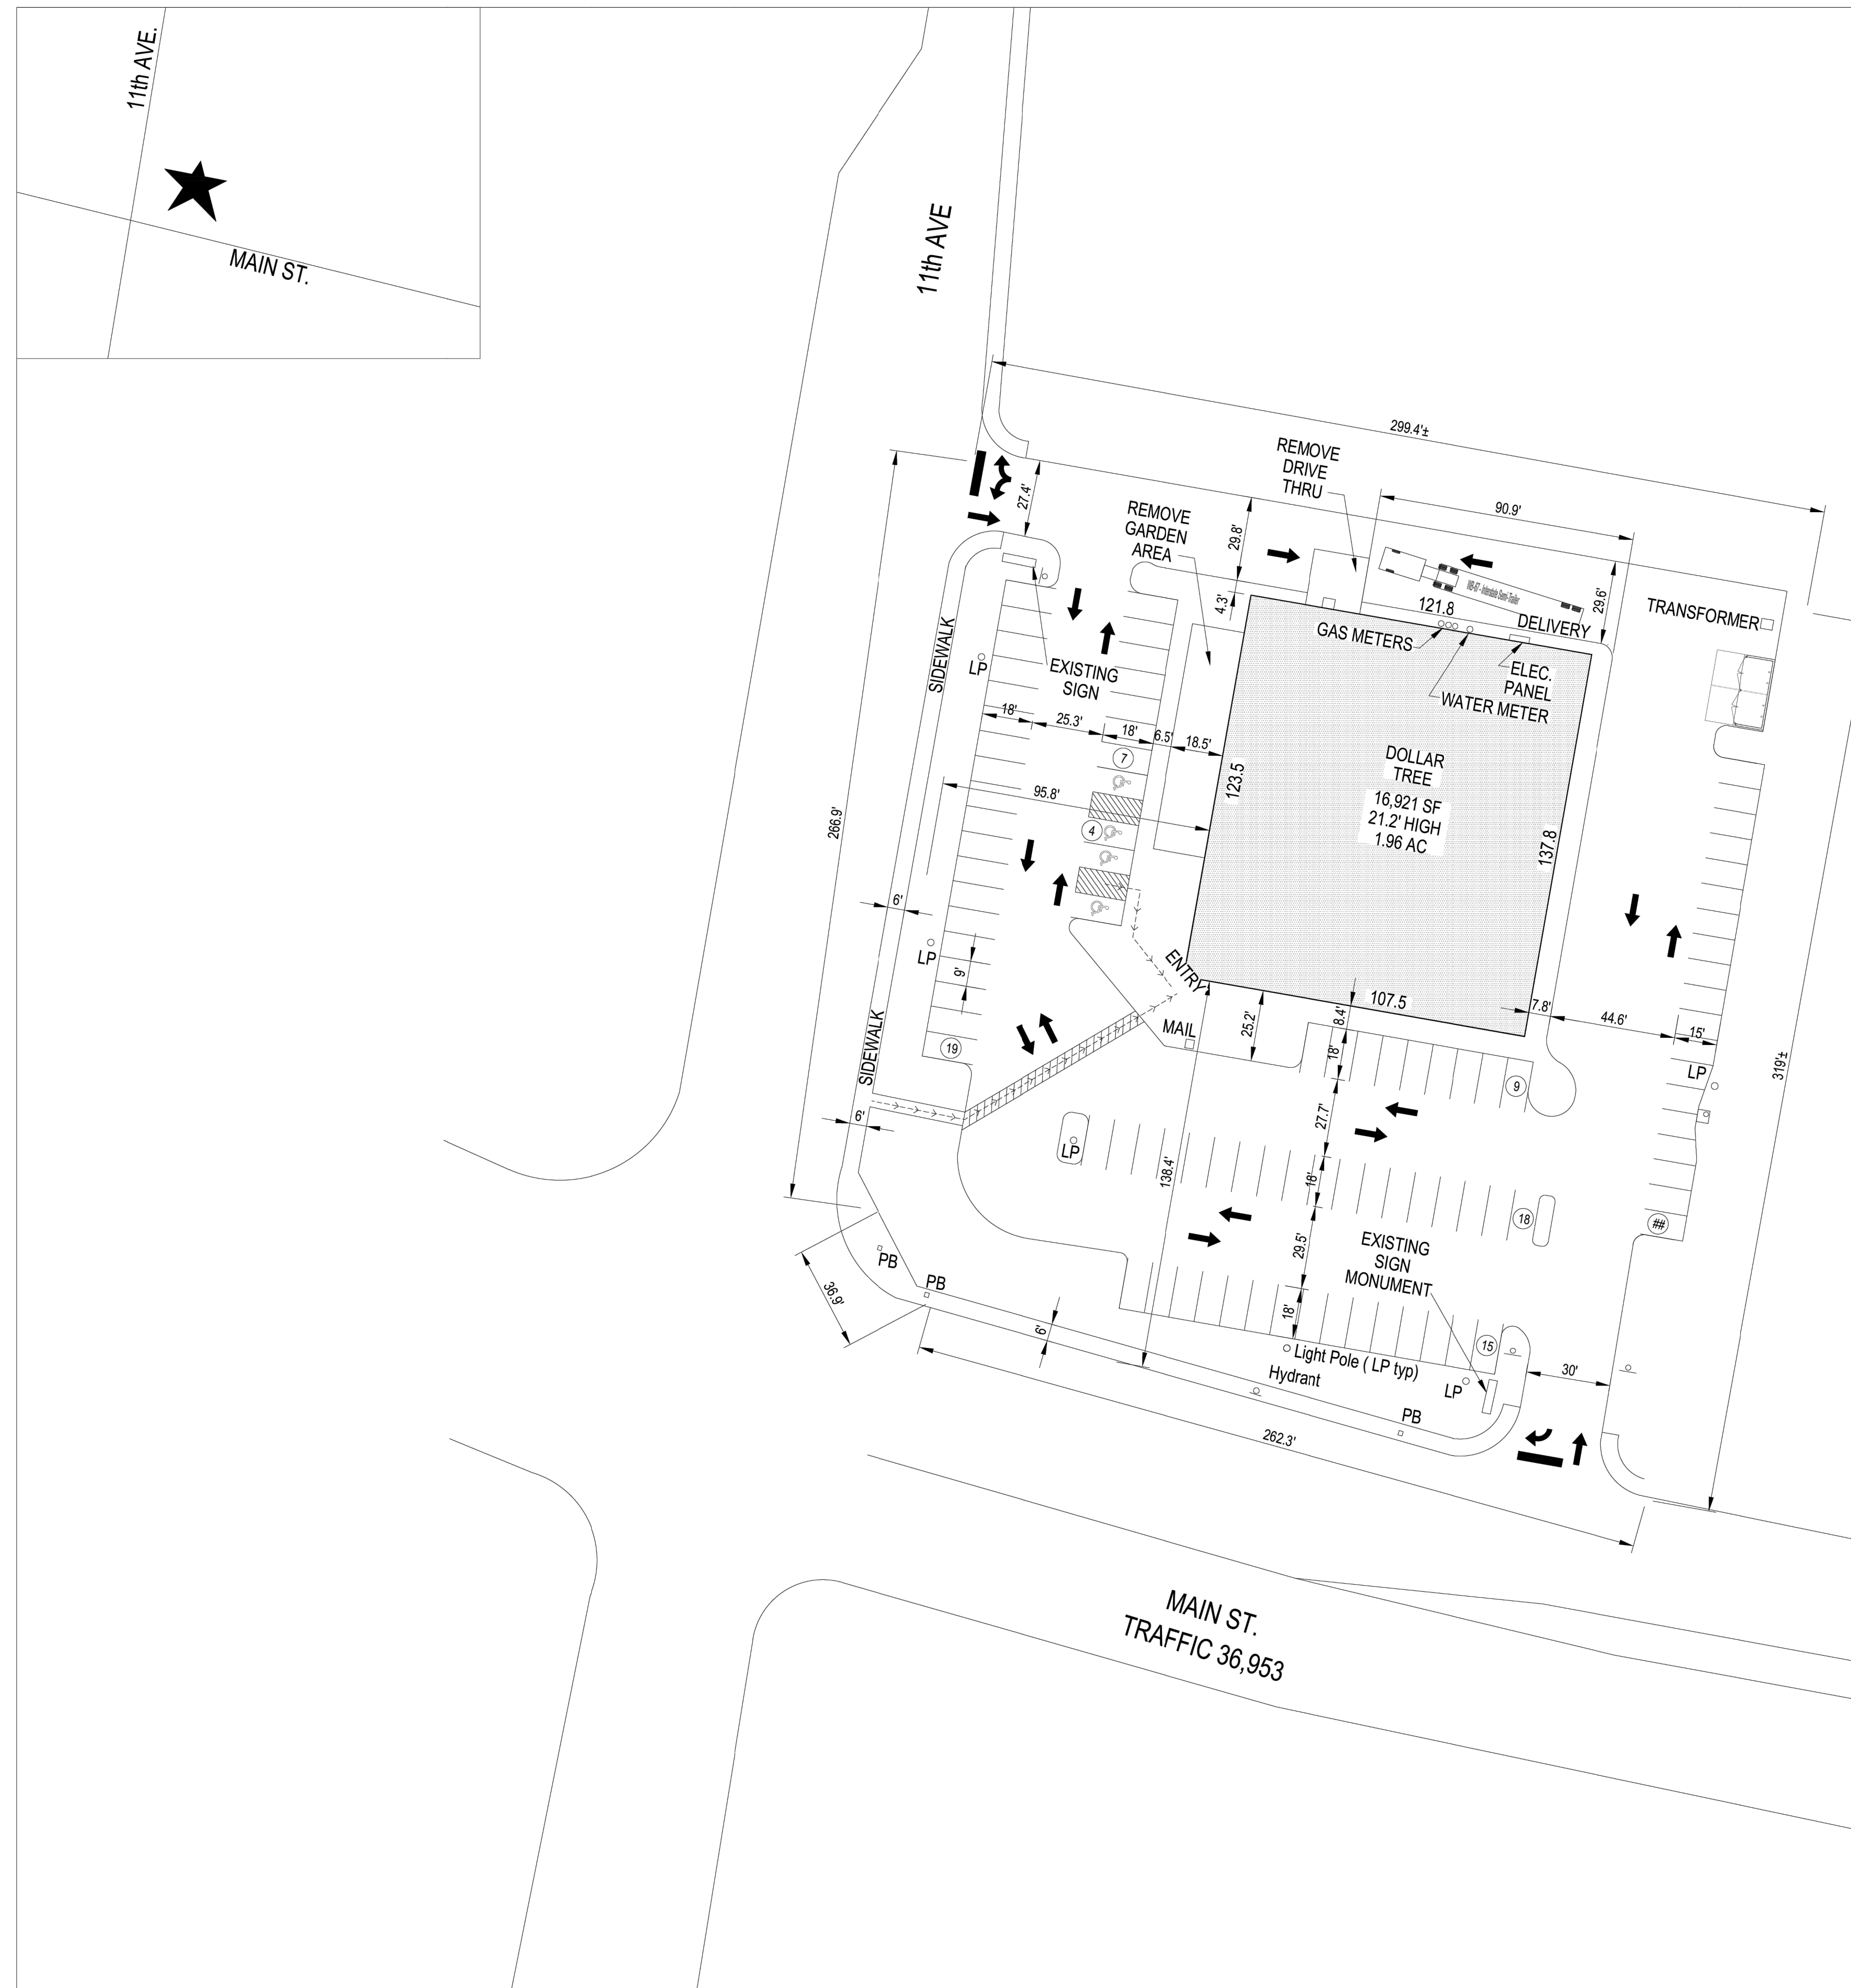 11th AVE.
MAIN ST.
11th AVE
299.4'±
REMOVE
DRIVE
THRU
90.9'
REMOVE
GARDEN
AREA
27.4'
29.8'
4.3'
WB-67 - Interstate Semi-Trailer
29.6'
121.8
DELIVERY
TRANSFORMER
GAS METERS
ELEC.
PANEL
WATER METER
SIDEWALK
LP
EXISTING
SIGN
18'
25.3'
18'
6.5'
18.5'
7
DOLLAR
TREE
16,921 SF
21.2' HIGH
1.96 AC
123.5
137.8
95.8'
4
266.9'
6'
LP
9'
ENTRY
107.5
7.8'
44.6'
15'
MAIL
25.2'
8.4'
18'
SIDEWALK
19
9
LP
319'±
6'
LP
27.7'
138.4'
18'
18
##
29.5'
EXISTING
SIGN
MONUMENT
PB
PB
36.9'
18'
15
6'
Light Pole ( LP typ)
Hydrant
LP
30'
PB
262.3'
MAIN ST.
TRAFFIC 36,953